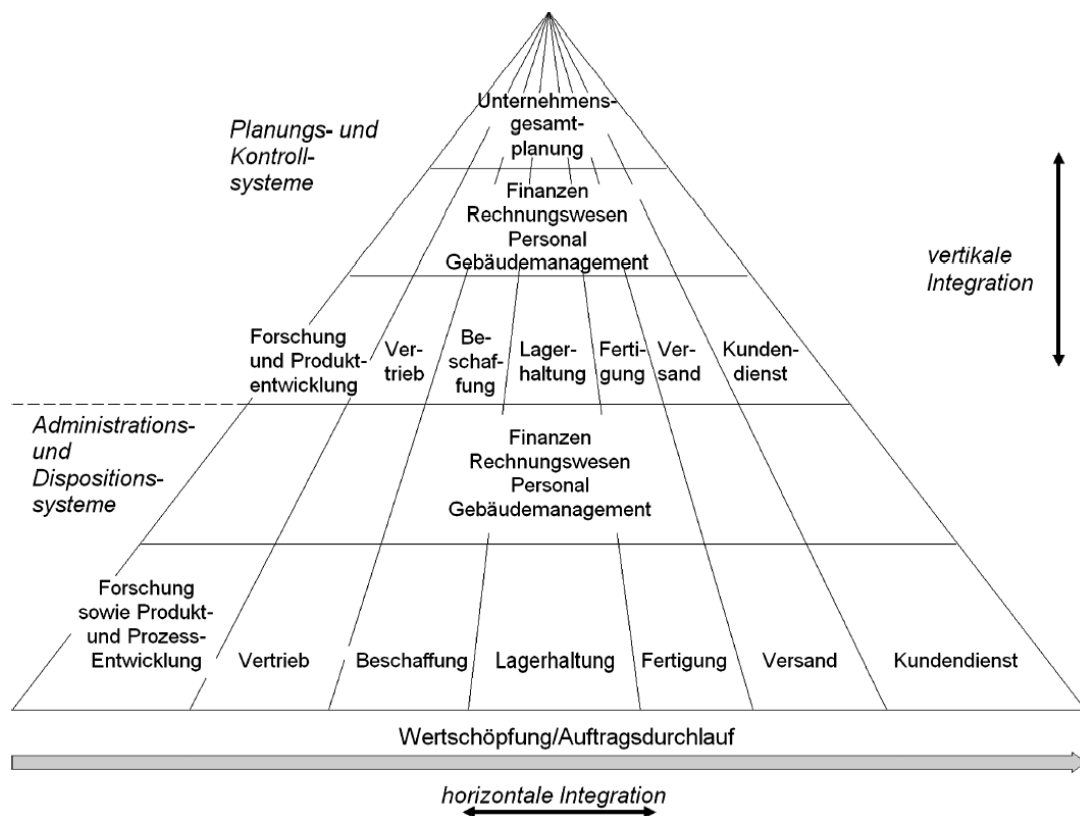 Unternehmens-
gesamt-
planung
Planungs- und
Kontroll-
systeme
Finanzen
Rechnungswesen
Personal
Gebäudemanagement
vertikale
Integration
Forschung
und Produkt-
entwicklung
Ver-
trieb
Be-
schaf-
fung
Lager-
haltung
Ferti-
gung
Ver-
sand
Kunden-
dienst
Administrations-
und
Dispositions-
systeme
Finanzen
Rechnungswesen
Personal
Gebäudemanagement
Forschung
sowie Produkt-
und Prozess-
Entwicklung
Vertrieb
Beschaffung
Lagerhaltung
Fertigung
Versand
Kundendienst
Wertschöpfung/Auftragsdurchlauf
horizontale Integration